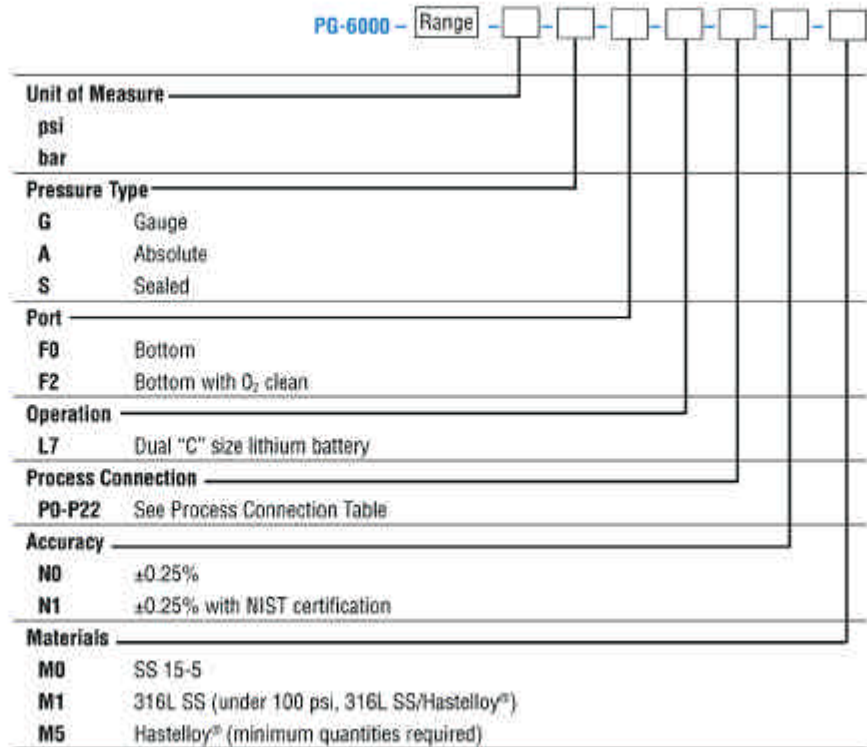 PG-6000 – Range - - - - - - -
Unit of Measure
psi
bar
Pressure Type
G Gauge
A Absolute
S Sealed
Port
F0 Bottom
F2 Bottom with O₂ clean
Operation
L7 Dual "C" size lithium battery
Process Connection
P0-P22 See Process Connection Table
Accuracy
N0 ±0.25%
N1 ±0.25% with NIST certification
Materials
M0 SS 15-5
M1 316L SS (under 100 psi, 316L SS/Hastelloy®)
M5 Hastelloy® (minimum quantities required)